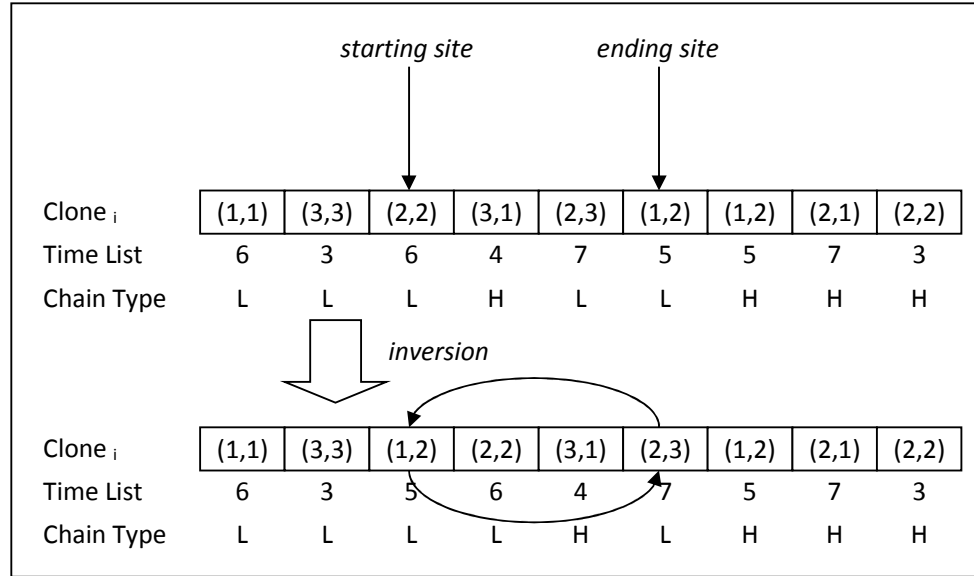 starting site ending site
Clone i (1,1) (3,3) (2,2) (3,1) (2,3) (1,2) (1,2) (2,1) (2,2)
Time List 6 3 6 4 7 5 5 7 3
Chain Type L L L H L L H H H
inversion
Clone i (1,1) (3,3) (1,2) (2,2) (3,1) (2,3) (1,2) (2,1) (2,2)
Time List 6 3 5 6 4 7 5 7 3
Chain Type L L L L H L H H H